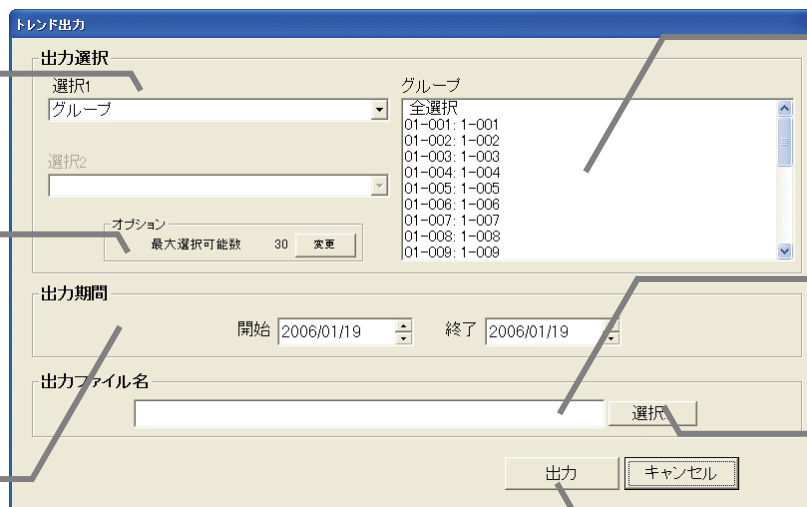 トレンド出力
出力選択
選択1
グループ
選択2
オプション
最大選択可能数 30 変更
グループ
全選択
01-001: 1-001
01-002: 1-002
01-003: 1-003
01-004: 1-004
01-005: 1-005
01-006: 1-006
01-007: 1-007
01-008: 1-008
01-009: 1-009
出力期間
開始 2006/01/19 終了 2006/01/19
出力ファイル名
選択
出力 キャンセル